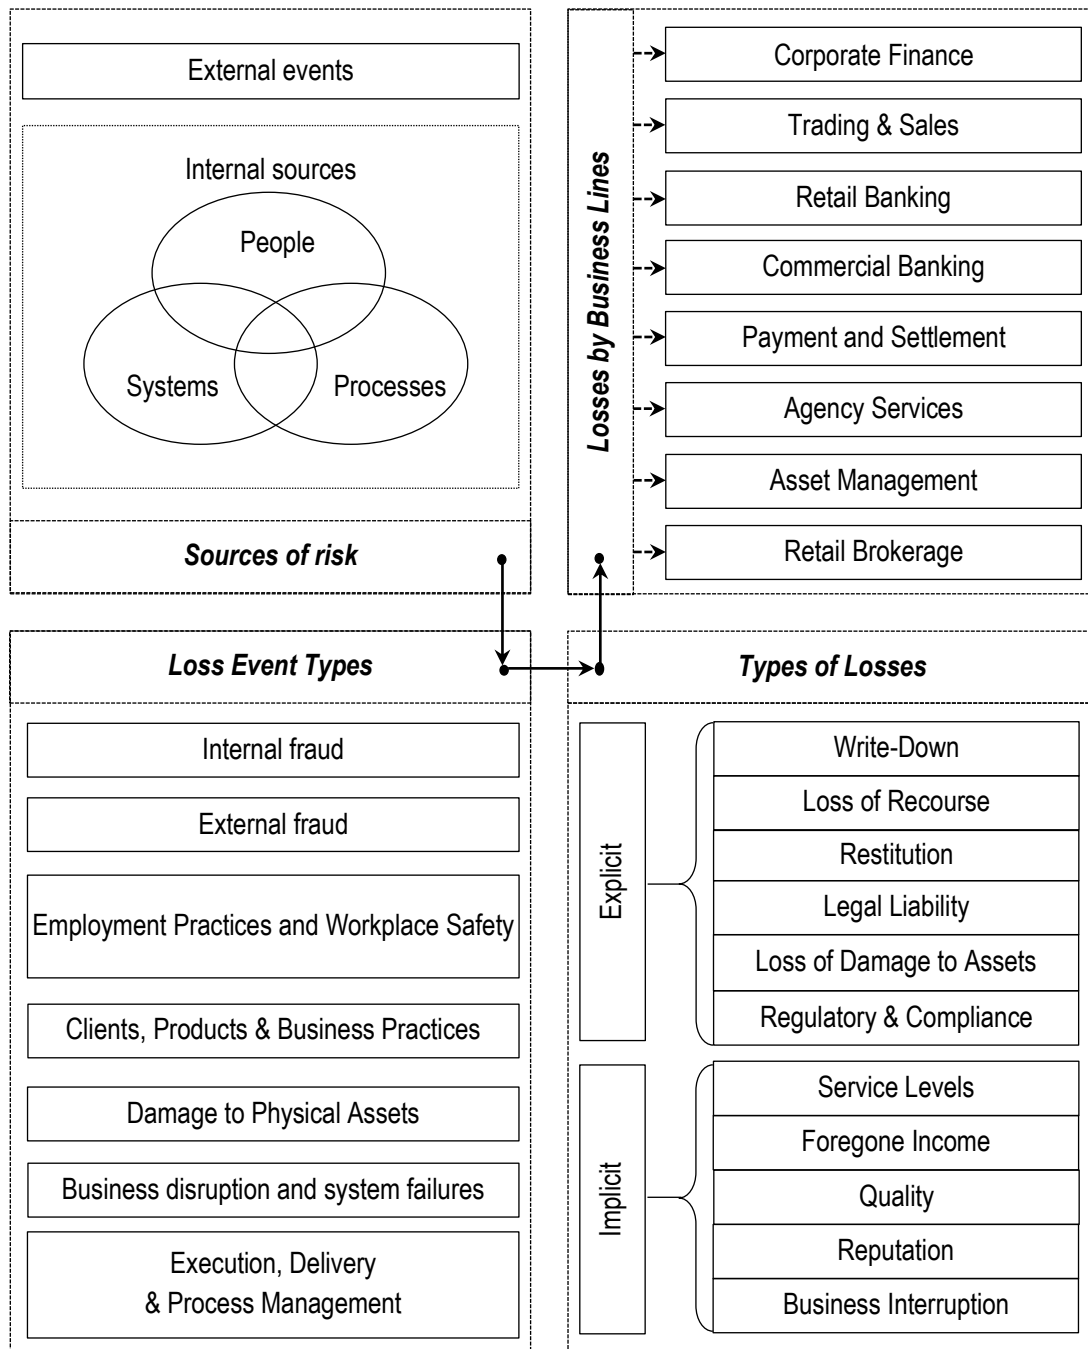 External events
Internal sources
People
Systems
Processes
Sources of risk
Losses by Business Lines
Corporate Finance
Trading & Sales
Retail Banking
Commercial Banking
Payment and Settlement
Agency Services
Asset Management
Retail Brokerage
Loss Event Types
Internal fraud
External fraud
Employment Practices and Workplace Safety
Clients, Products & Business Practices
Damage to Physical Assets
Business disruption and system failures
Execution, Delivery
& Process Management
Types of Losses
Explicit
Write-Down
Loss of Recourse
Restitution
Legal Liability
Loss of Damage to Assets
Regulatory & Compliance
Implicit
Service Levels
Foregone Income
Quality
Reputation
Business Interruption